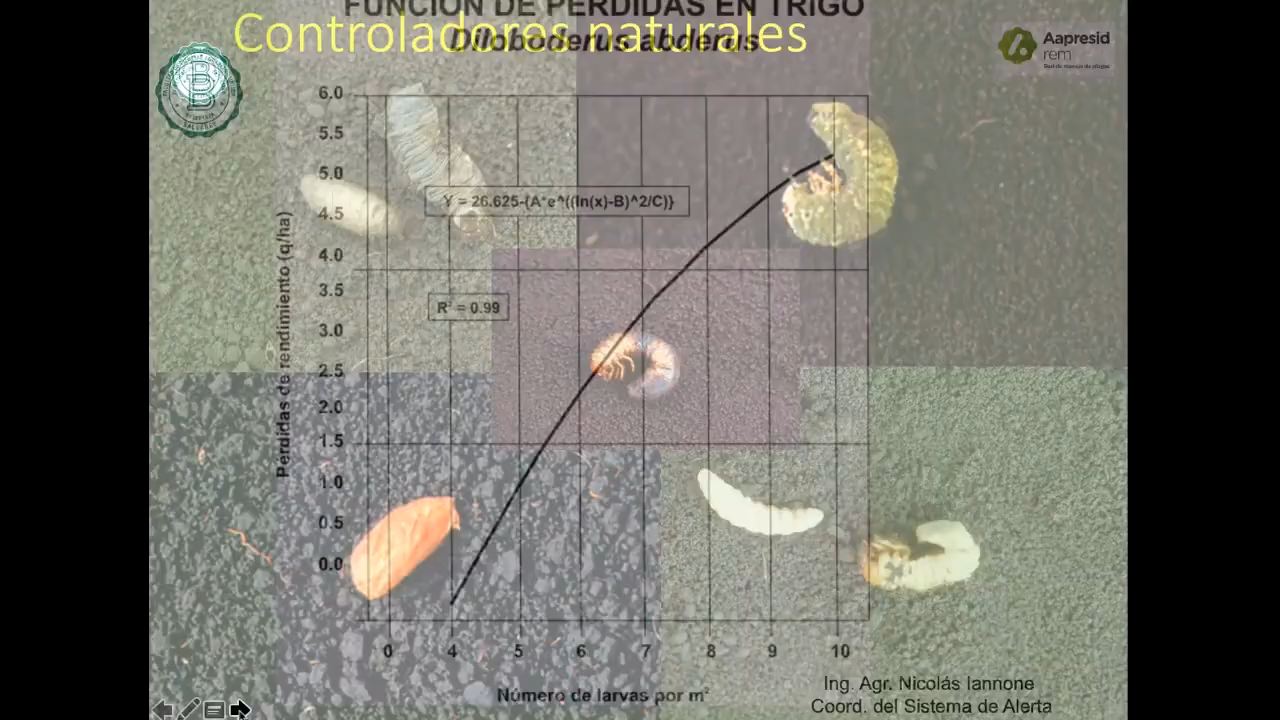 FUNCION DE PERDIDAS EN TRIGO
Controladores naturales
Diloboderus abderus
Aapresid
rem
6.0
5.5
5.0
4.5
4.0
3.5
3.0
2.5
2.0
1.5
1.0
0.5
0.0
Perdidas de rendimiento (q/ha)
Y = 26.625-{A*e^((ln(x)-B)^2/C)}
R² = 0.99
0 4 5 6 7 8 9 10
Número de larvas por m²
Ing. Agr. Nicolás Iannone
Coord. del Sistema de Alerta